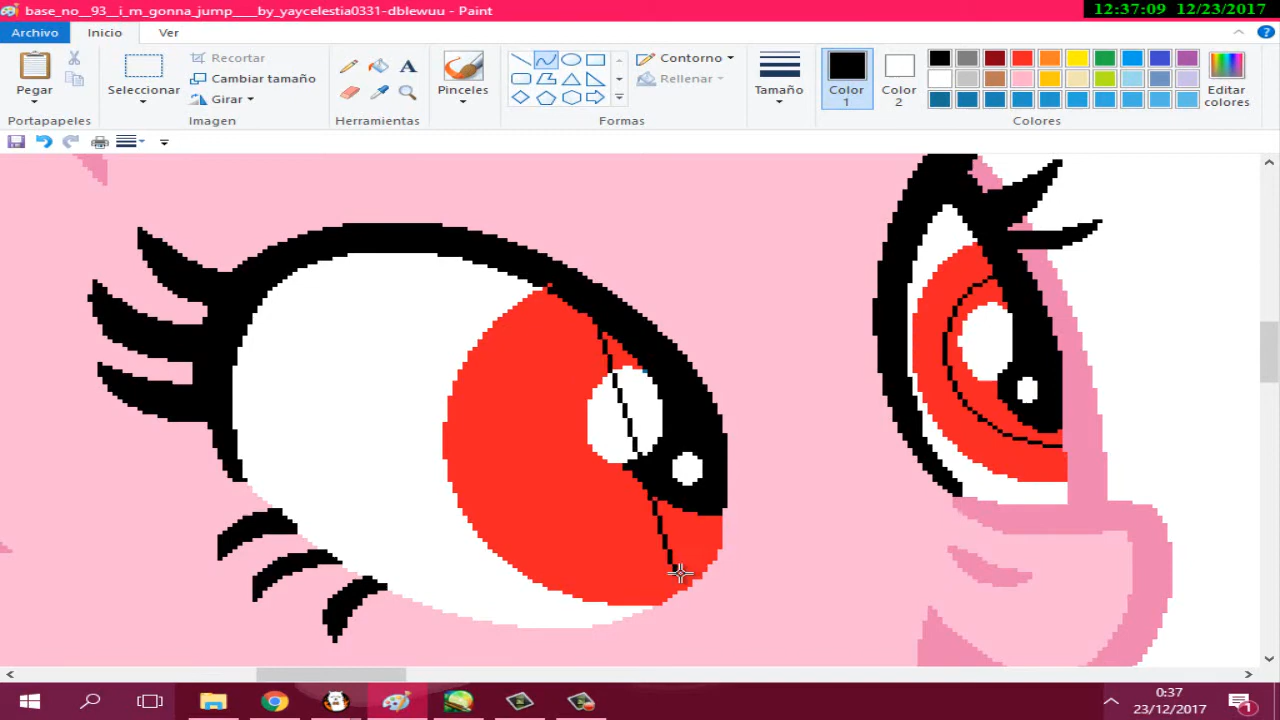 base_no__93__i_m_gonna_jump____by_yaycelestia0331-dblewuu - Paint
12:37:09 12/23/2017
Archivo Inicio Ver
Pegar
Portapapeles
Seleccionar
Recortar
Cambiar tamaño
Girar
Imagen
A
Herramientas
Pinceles
Contorno
Rellenar
Formas
Tamaño
Color 1
Color 2
Editar colores
Colores
0:37
23/12/2017
1